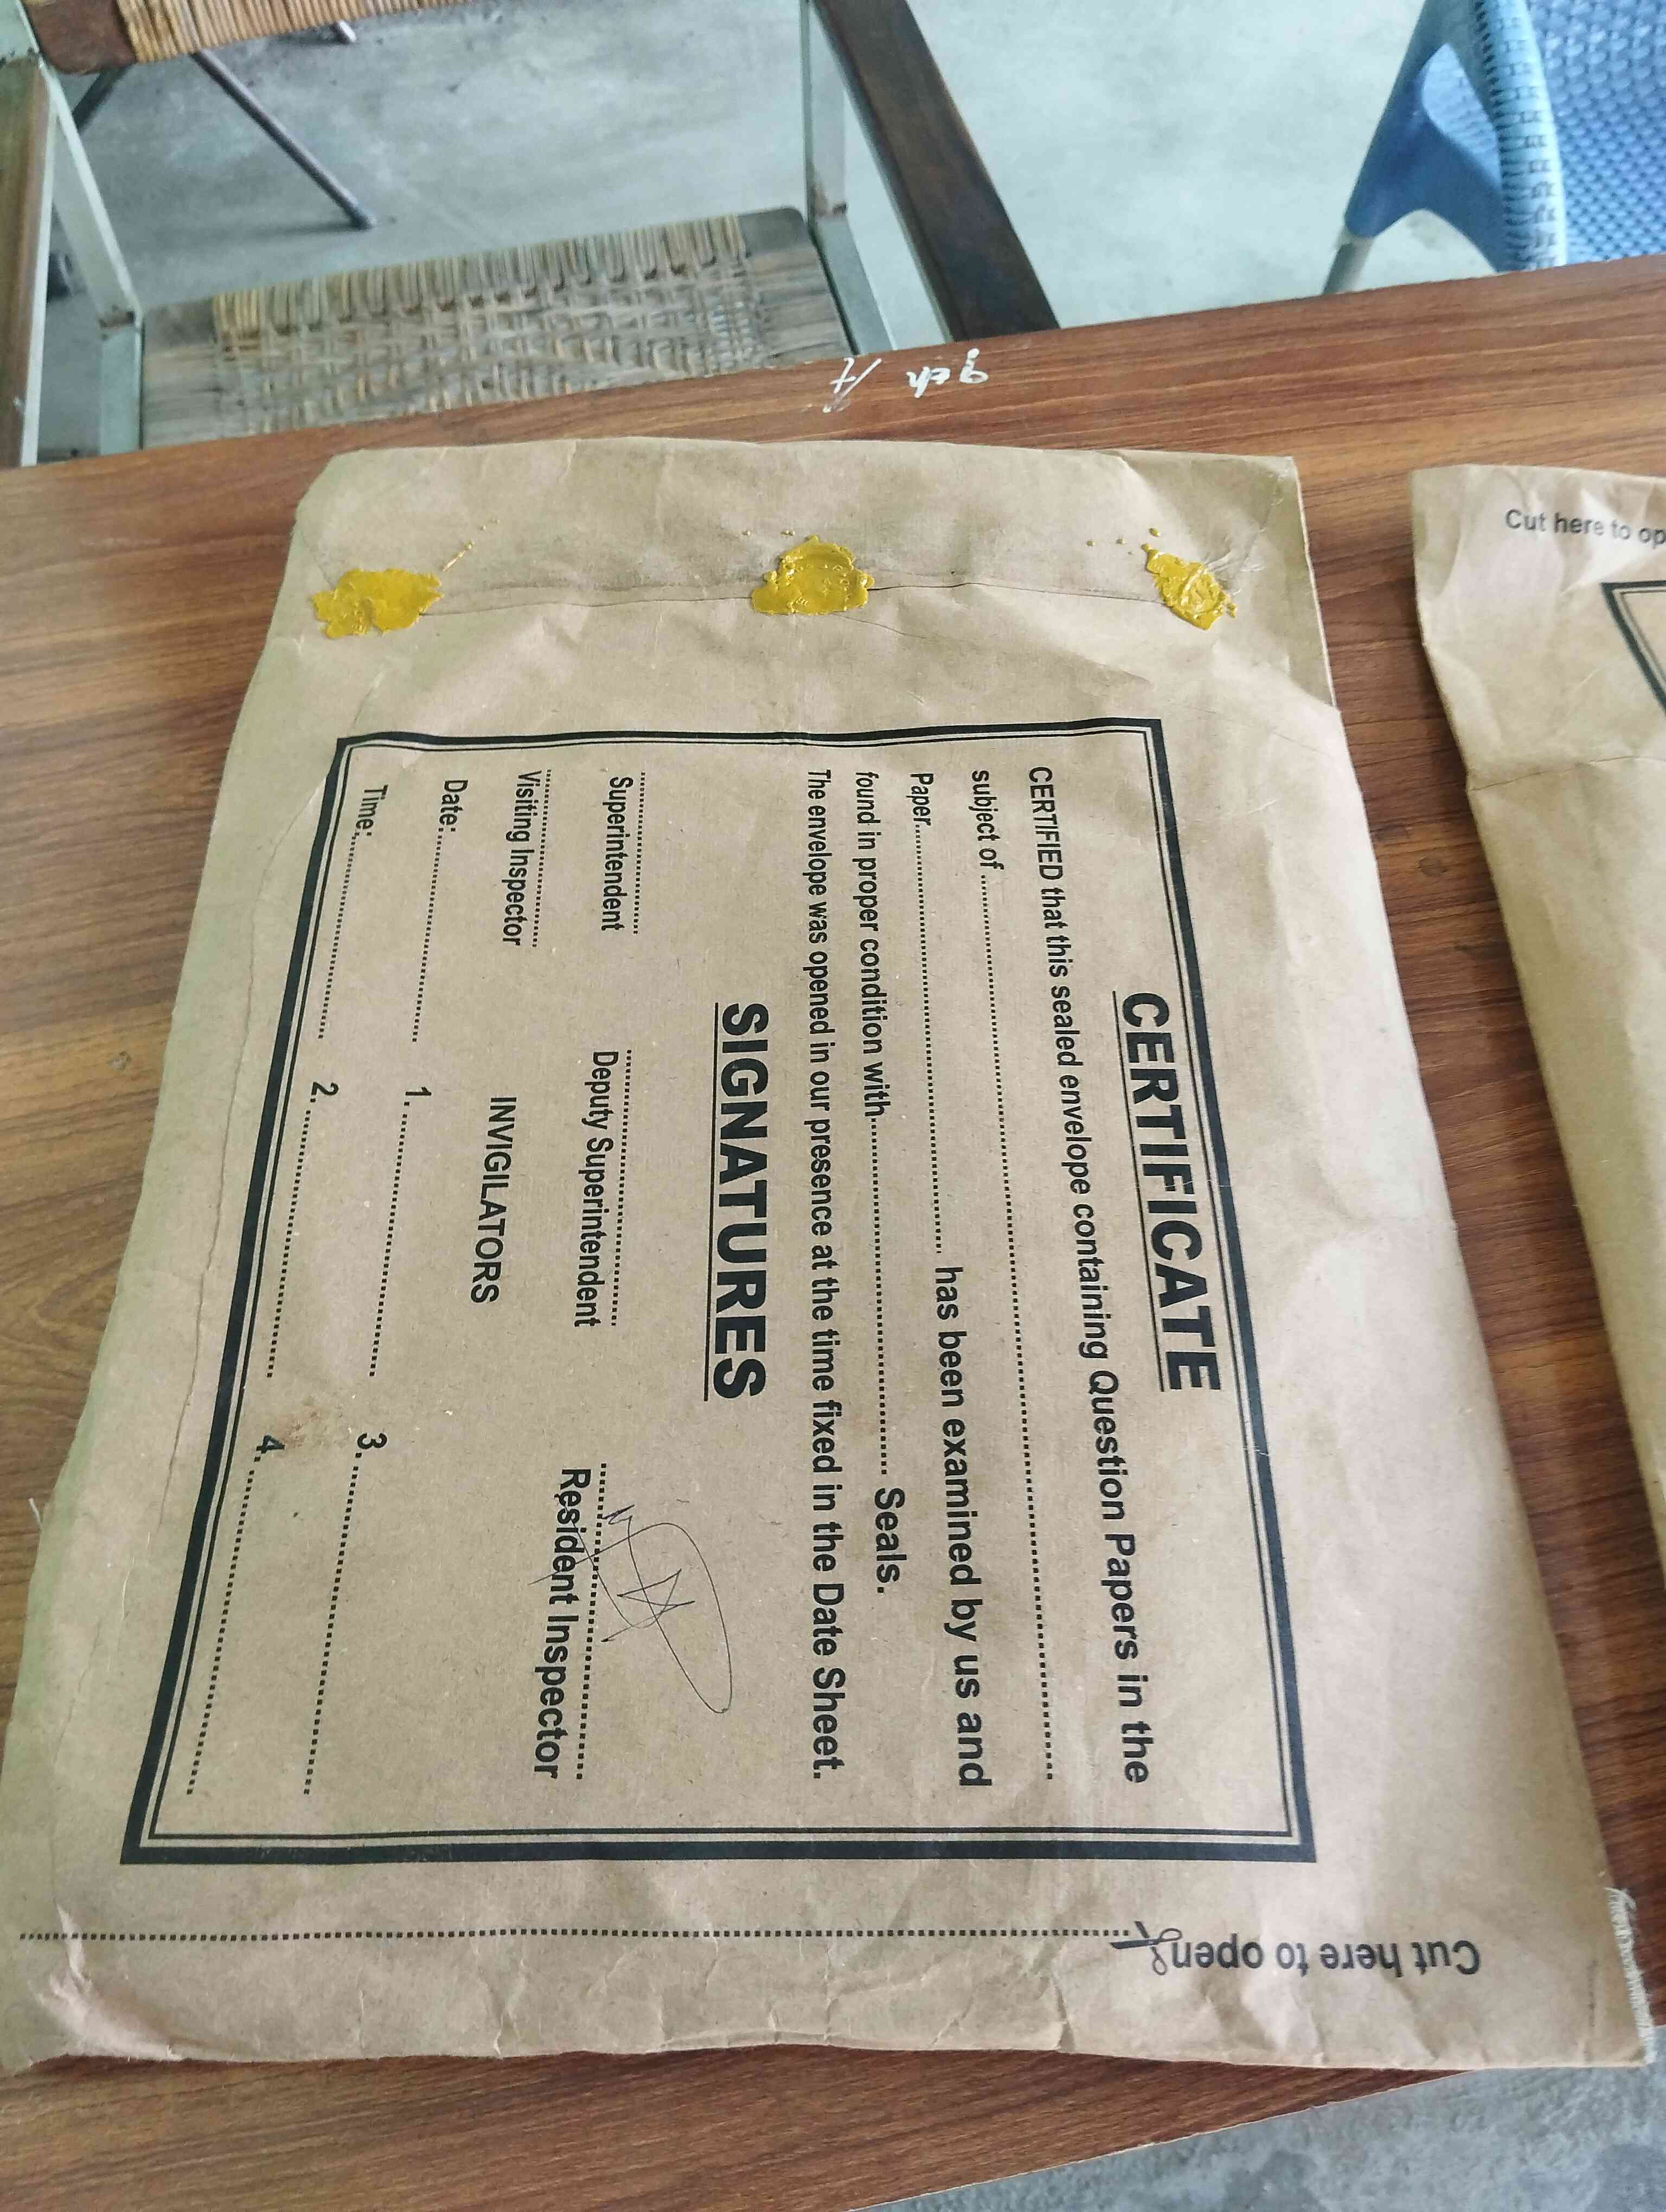 CERTIFICATE
CERTIFIED that this sealed envelope containing Question Papers in the
subject of ............................................................
Paper.................................................. has been examined by us and
found in proper condition with.................................................. Seals.
The envelope was opened in our presence at the time fixed in the Date Sheet.
SIGNATURES
Superintendent Deputy Superintendent Resident Inspector
Visiting Inspector
INVIGILATORS
Date:.............................. 1. .............................. 3. ..............................
Time:.............................. 2. .............................. 4. ..............................
Cut here to open
Cut here to op